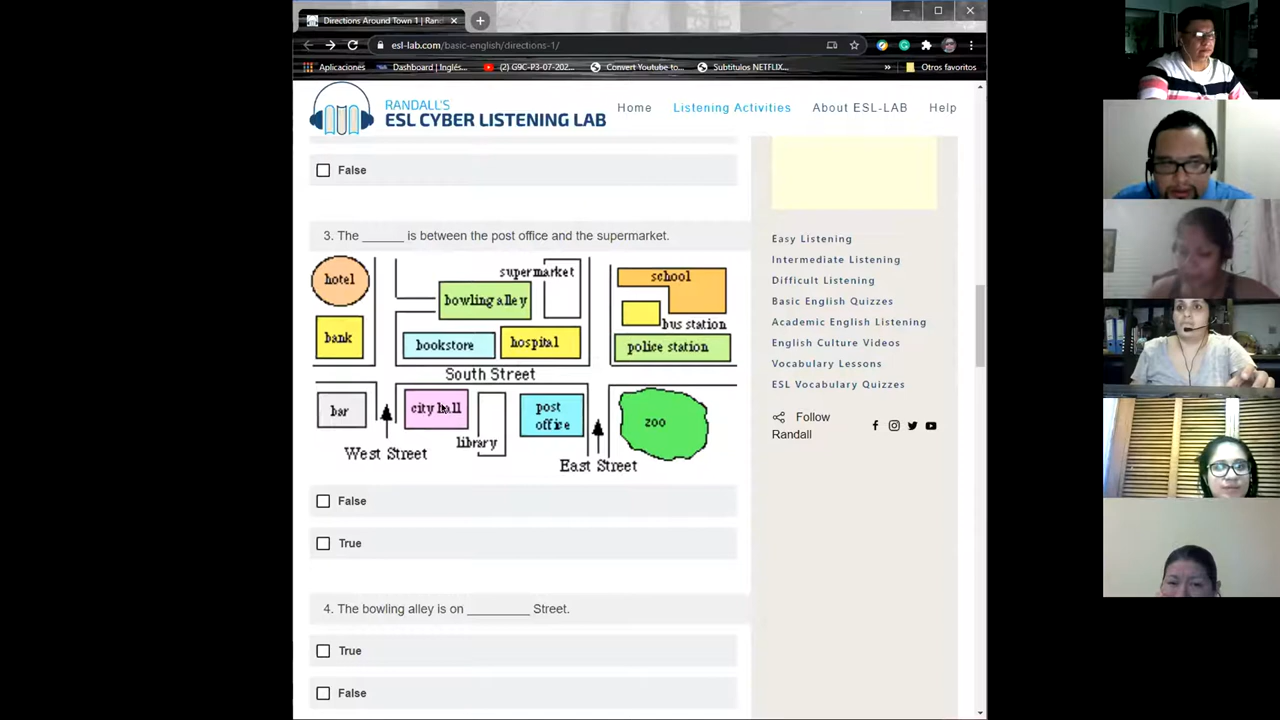 Directions Around Town 1 | Rand
esl-lab.com/basic-english/directions-1/
Aplicaciones
Dashboard | Inglés...
(2) G9C-P3-07-202...
Convert Youtube to...
Subtitulos NETFLIX...
»
Otros favoritos
RANDALL'S
ESL CYBER LISTENING LAB
Home
Listening Activities
About ESL-LAB
Help
False
3. The ______ is between the post office and the supermarket.
hotel
supermarket
school
bowling alley
bank
bus station
bookstore
hospital
police station
South Street
bar
city hall
post
office
zoo
library
West Street
East Street
False
True
4. The bowling alley is on _________ Street.
True
False
Easy Listening
Intermediate Listening
Difficult Listening
Basic English Quizzes
Academic English Listening
English Culture Videos
Vocabulary Lessons
ESL Vocabulary Quizzes
Follow
Randall